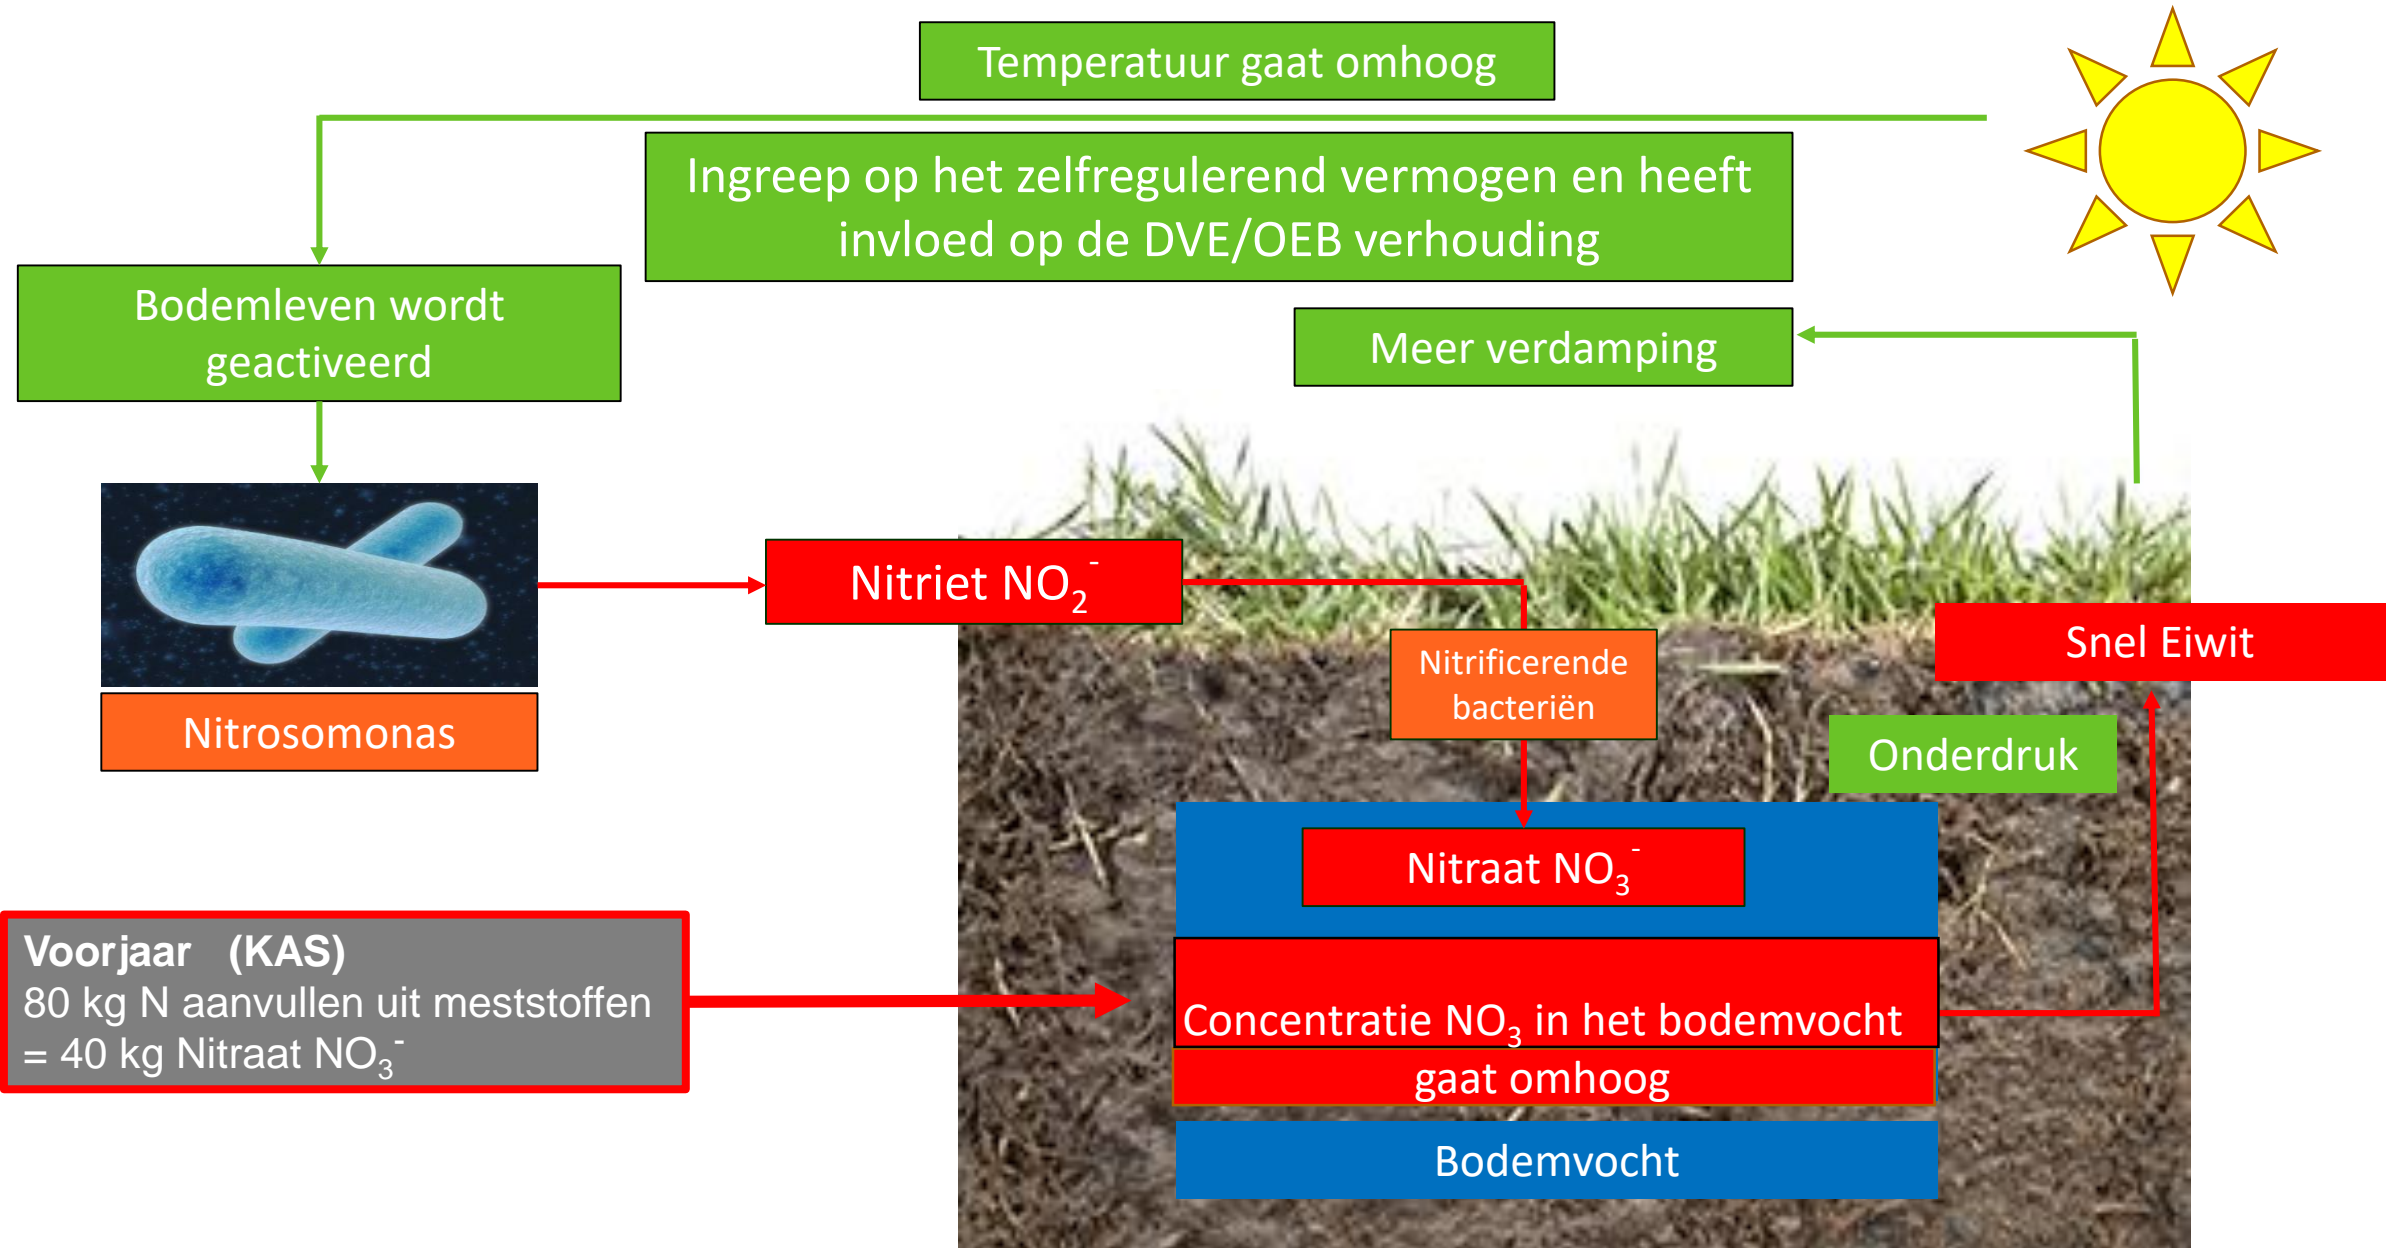 Temperatuur gaat omhoog
Ingreep op het zelfregulerend vermogen en heeft
invloed op de DVE/OEB verhouding
Bodemleven wordt
geactiveerd
Meer verdamping
Nitriet NO₂⁻
Nitrificerende
bacteriën
Snel Eiwit
Nitrosomonas
Onderdruk
Nitraat NO₃⁻
Voorjaar (KAS)
80 kg N aanvullen uit meststoffen
= 40 kg Nitraat NO₃⁻
Concentratie NO₃ in het bodemvocht
gaat omhoog
Bodemvocht